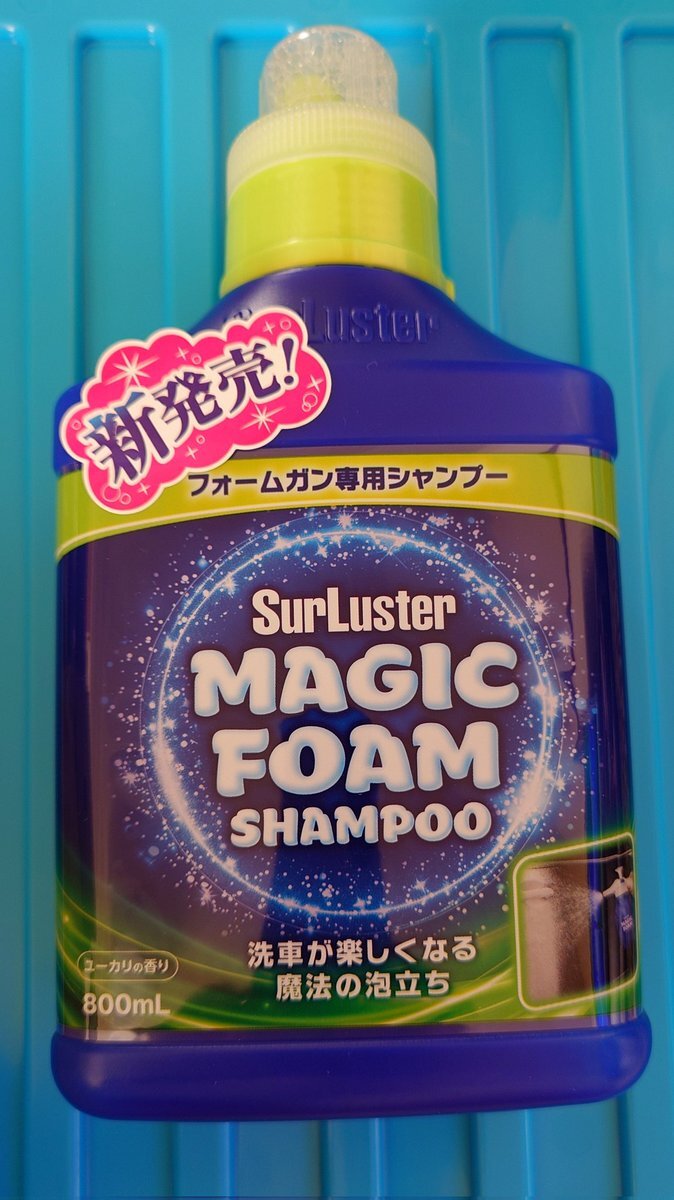 Luster
新発売!
フォームガン専用シャンプー
SurLuster
MAGIC
FOAM
SHAMPOO
洗車が楽しくなる
魔法の泡立ち
ユーカリの香り
800mL